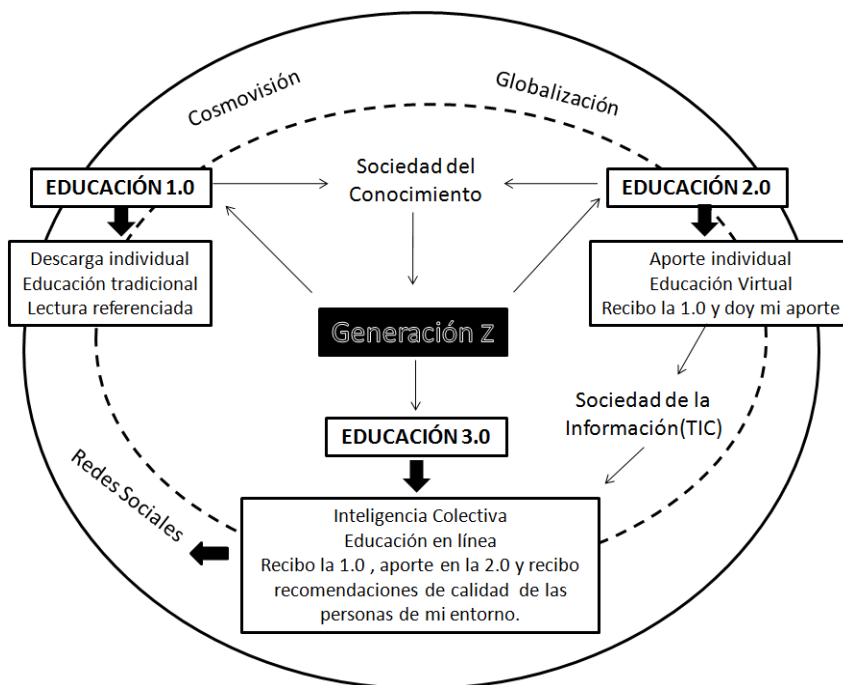 Cosmovisión
Globalización
EDUCACIÓN 1.0
Sociedad del
Conocimiento
EDUCACIÓN 2.0
Descarga individual
Educación tradicional
Lectura referenciada
Aporte individual
Educación Virtual
Recibo la 1.0 y doy mi aporte
Generación Z
Sociedad de la
Información(TIC)
EDUCACIÓN 3.0
Redes Sociales
Inteligencia Colectiva
Educación en línea
Recibo la 1.0 , aporte en la 2.0 y recibo
recomendaciones de calidad de las
personas de mi entorno.